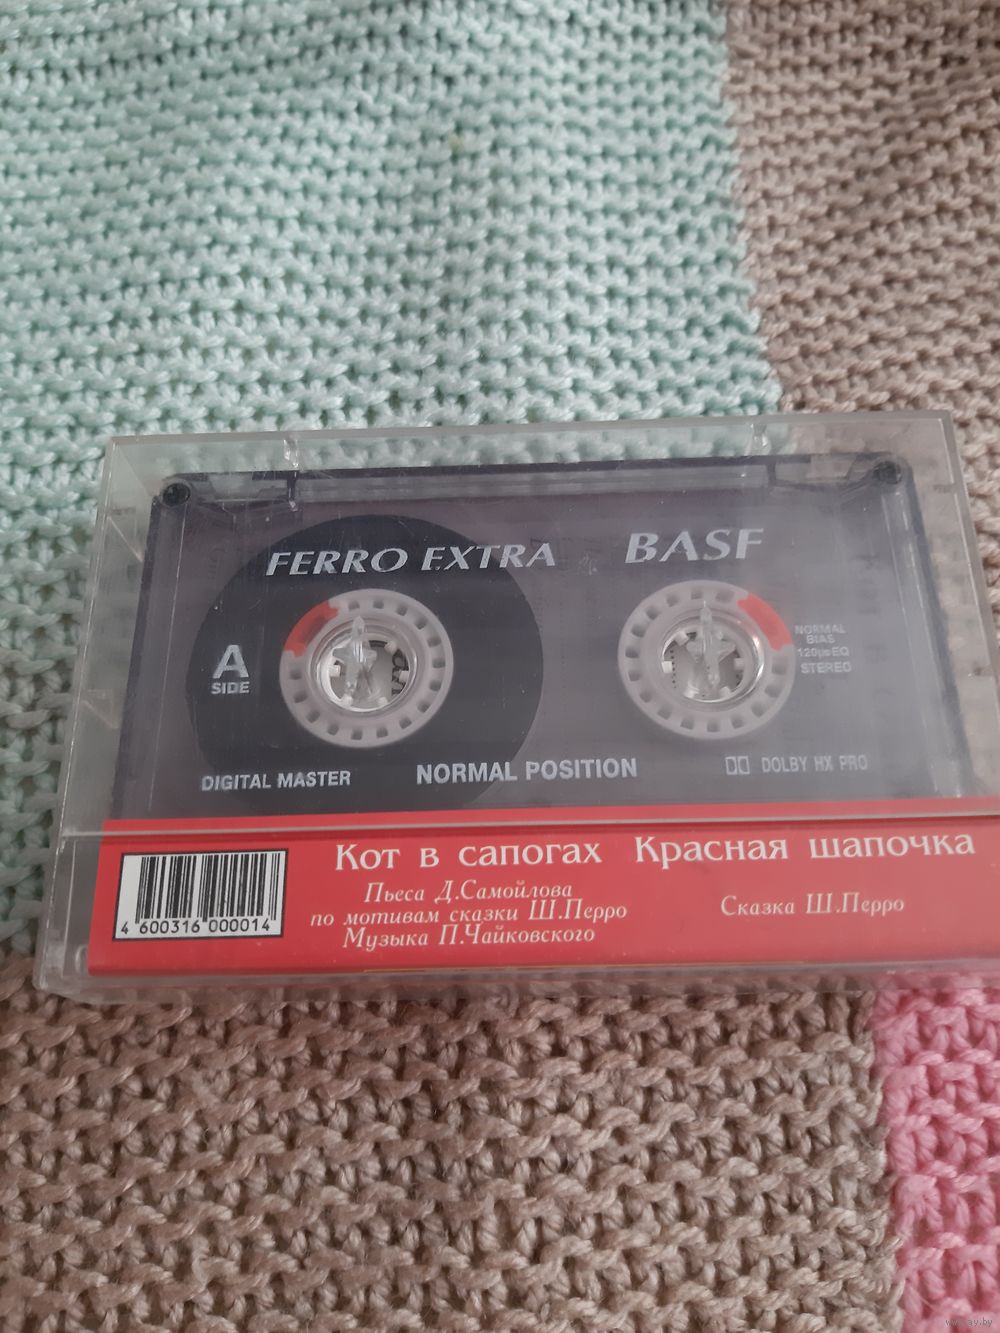 FERRO EXTRA BASF
A
SIDE
NORMAL
BIAS
120µs EQ
STEREO
DIGITAL MASTER NORMAL POSITION DOLBY HX PRO
Кот в сапогах Красная шапочка
Пьеса Д.Самойлова
по мотивам сказки Ш.Перро
Музыка П.Чайковского
Сказка Ш.Перро
4 600316 000014